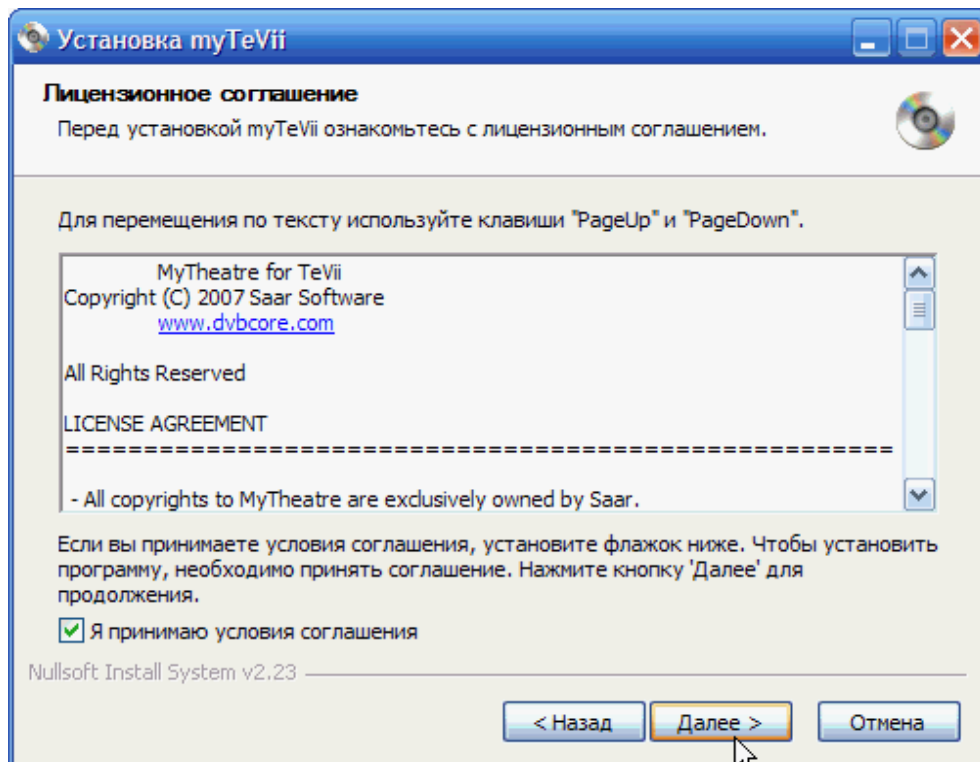 Установка myTeVii
Лицензионное соглашение
Перед установкой myTeVii ознакомьтесь с лицензионным соглашением.
Для перемещения по тексту используйте клавиши "PageUp" и "PageDown".
MyTheatre for TeVii
Copyright (C) 2007 Saar Software
www.dvbcore.com
All Rights Reserved
LICENSE AGREEMENT
=====================================================
- All copyrights to MyTheatre are exclusively owned by Saar.
Если вы принимаете условия соглашения, установите флажок ниже. Чтобы установить
программу, необходимо принять соглашение. Нажмите кнопку 'Далее' для
продолжения.
Я принимаю условия соглашения
Nullsoft Install System v2.23
< Назад
Далее >
Отмена